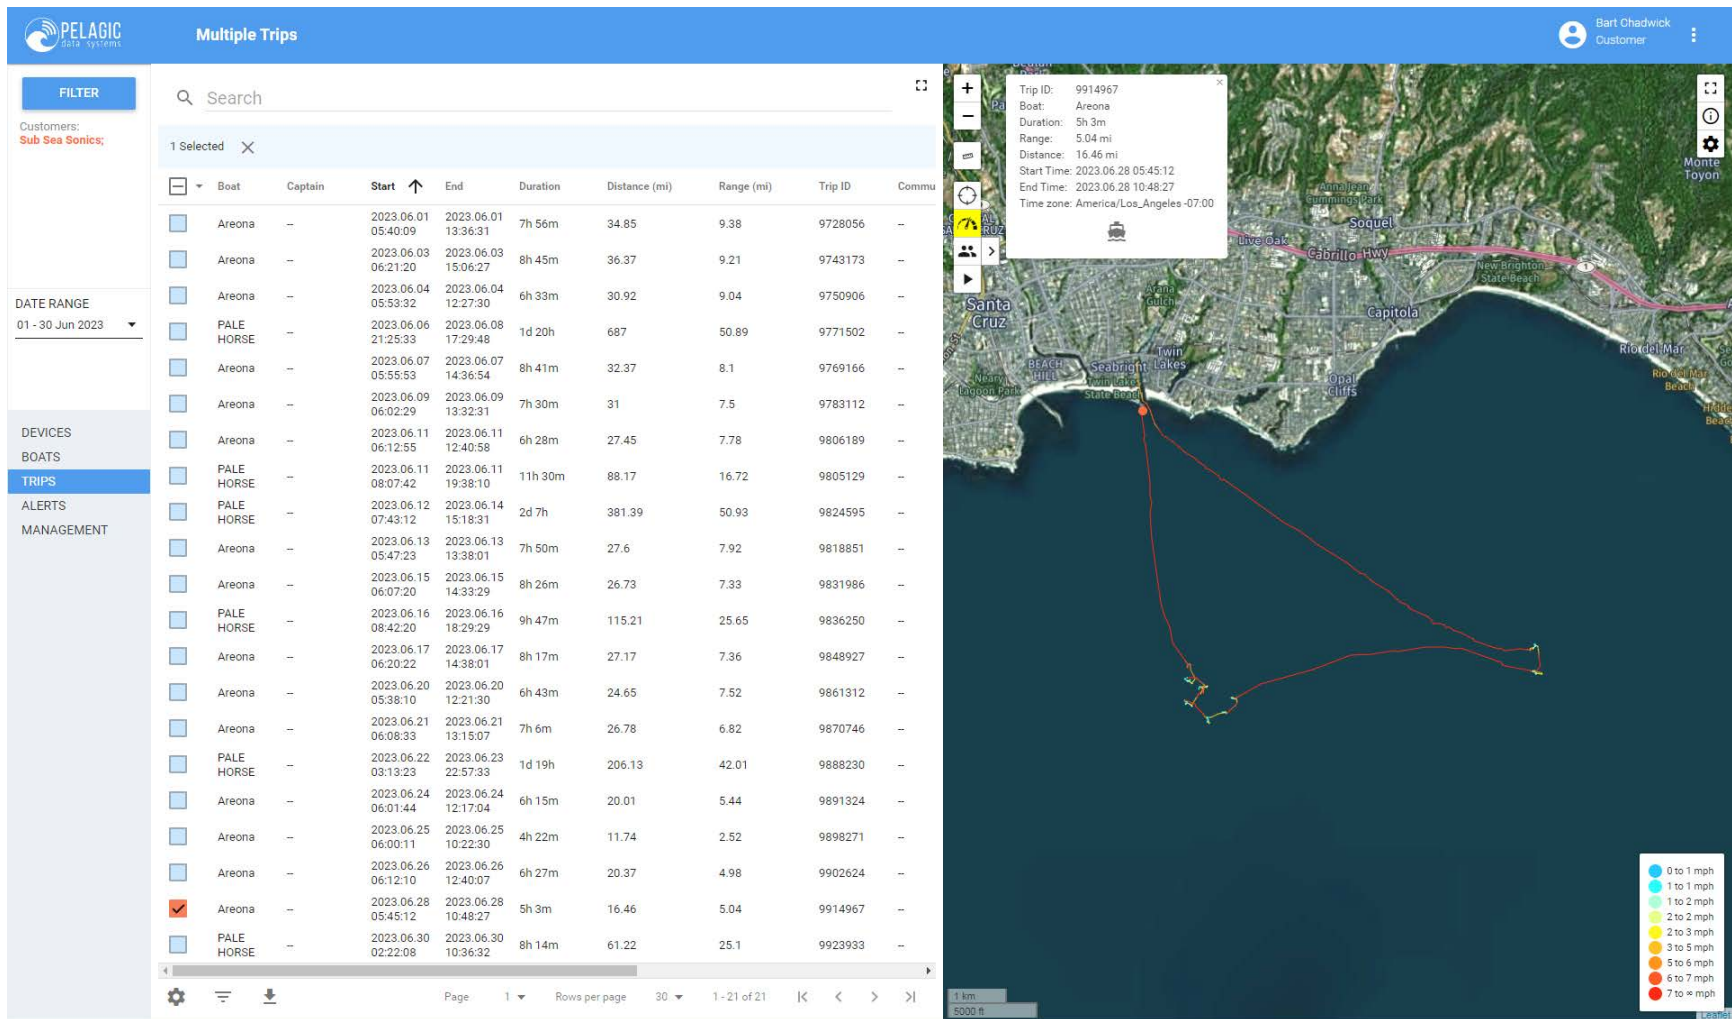 PELAGIC
data systems
Multiple Trips
Bart Chadwick
Customer
FILTER
Customers:
Sub Sea Sonics;
DATE RANGE
01 - 30 Jun 2023
DEVICES
BOATS
TRIPS
ALERTS
MANAGEMENT
Search
1 Selected
Boat Captain Start End Duration Distance (mi) Range (mi) Trip ID Commu
Areona -- 2023.06.01 05:40:09 2023.06.01 13:36:31 7h 56m 34.85 9.38 9728056 --
Areona -- 2023.06.03 06:21:20 2023.06.03 15:06:27 8h 45m 36.37 9.21 9743173 --
Areona -- 2023.06.04 05:53:32 2023.06.04 12:27:30 6h 33m 30.92 9.04 9750906 --
PALE HORSE -- 2023.06.06 21:25:33 2023.06.08 17:29:48 1d 20h 687 50.89 9771502 --
Areona -- 2023.06.07 05:55:53 2023.06.07 14:36:54 8h 41m 32.37 8.1 9769166 --
Areona -- 2023.06.09 06:02:29 2023.06.09 13:32:31 7h 30m 31 7.5 9783112 --
Areona -- 2023.06.11 06:12:55 2023.06.11 12:40:58 6h 28m 27.45 7.78 9806189 --
PALE HORSE -- 2023.06.11 08:07:42 2023.06.11 19:38:10 11h 30m 88.17 16.72 9805129 --
PALE HORSE -- 2023.06.12 07:43:12 2023.06.14 15:18:31 2d 7h 381.39 50.93 9824595 --
Areona -- 2023.06.13 05:47:23 2023.06.13 13:38:01 7h 50m 27.6 7.92 9818851 --
Areona -- 2023.06.15 06:07:20 2023.06.15 14:33:29 8h 26m 26.73 7.33 9831986 --
PALE HORSE -- 2023.06.16 08:42:20 2023.06.16 18:29:29 9h 47m 115.21 25.65 9836250 --
Areona -- 2023.06.17 06:20:22 2023.06.17 14:38:01 8h 17m 27.17 7.36 9848927 --
Areona -- 2023.06.20 05:38:10 2023.06.20 12:21:30 6h 43m 24.65 7.52 9861312 --
Areona -- 2023.06.21 06:08:33 2023.06.21 13:15:07 7h 6m 26.78 6.82 9870746 --
PALE HORSE -- 2023.06.22 03:13:23 2023.06.23 22:57:33 1d 19h 206.13 42.01 9888230 --
Areona -- 2023.06.24 06:01:44 2023.06.24 12:17:04 6h 15m 20.01 5.44 9891324 --
Areona -- 2023.06.25 06:00:11 2023.06.25 10:22:30 4h 22m 11.74 2.52 9898271 --
Areona -- 2023.06.26 06:12:10 2023.06.26 12:40:07 6h 27m 20.37 4.98 9902624 --
Areona -- 2023.06.28 05:45:12 2023.06.28 10:48:27 5h 3m 16.46 5.04 9914967 --
PALE HORSE -- 2023.06.30 02:22:08 2023.06.30 10:36:32 8h 14m 61.22 25.1 9923933 --
Page 1 Rows per page 30 1 - 21 of 21
Trip ID: 9914967
Boat: Areona
Duration: 5h 3m
Range: 5.04 mi
Distance: 16.46 mi
Start Time: 2023.06.28 05:45:12
End Time: 2023.06.28 10:48:27
Time zone: America/Los_Angeles -07:00
Monte
Toyon
Anna Jean
Cummings Park
Soquel
Live Oak
Cabrillo Hwy
New Brighton
State Beach
1
Arana
Gulch
Santa
Cruz
Capitola
Rio del Mar
Rio del Mar
Beach
Twin
Lakes
BEACH
HILL
Seabright
Twin Lakes
State Beach
Neary
Lagoon Park
Opal
Cliffs
0 to 1 mph
1 to 1 mph
1 to 2 mph
2 to 2 mph
2 to 3 mph
3 to 5 mph
5 to 6 mph
6 to 7 mph
7 to ∞ mph
1 km
5000 ft
Leaflet